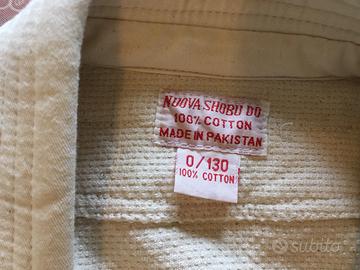 NUOVA SHOBU DO
100% COTTON
MADE IN PAKISTAN
0/130
100% COTTON
subito